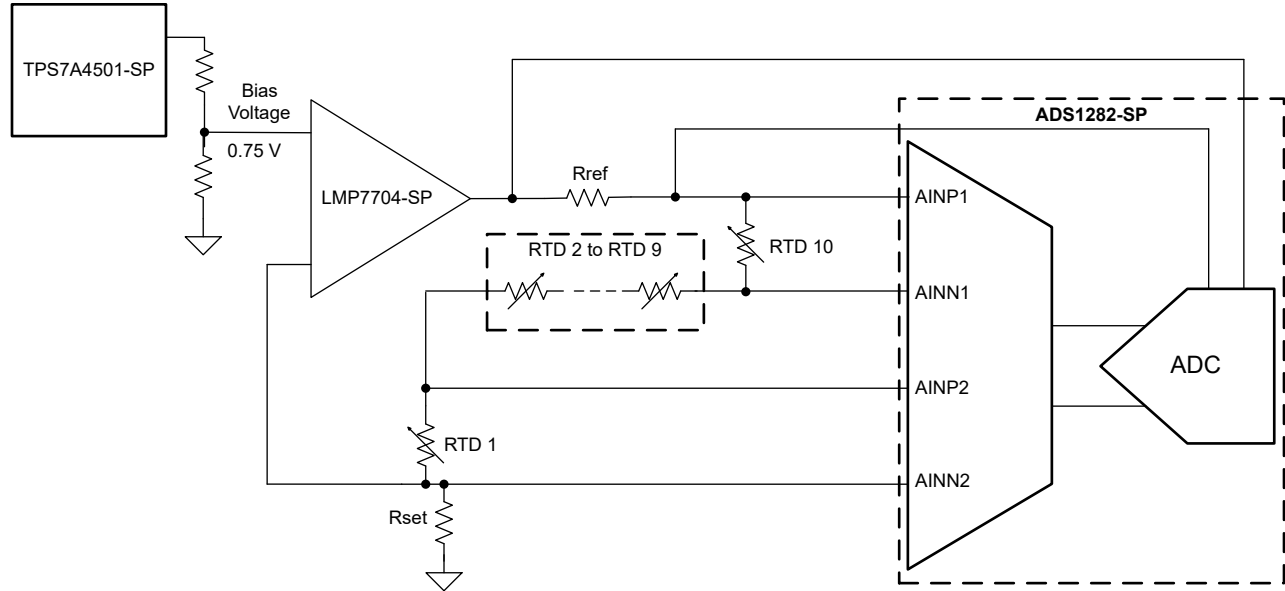 TPS7A4501-SP
Bias
Voltage
0.75 V
LMP7704-SP
Rref
RTD 2 to RTD 9
RTD 10
RTD 1
Rset
ADS1282-SP
AINP1
AINN1
AINP2
AINN2
ADC